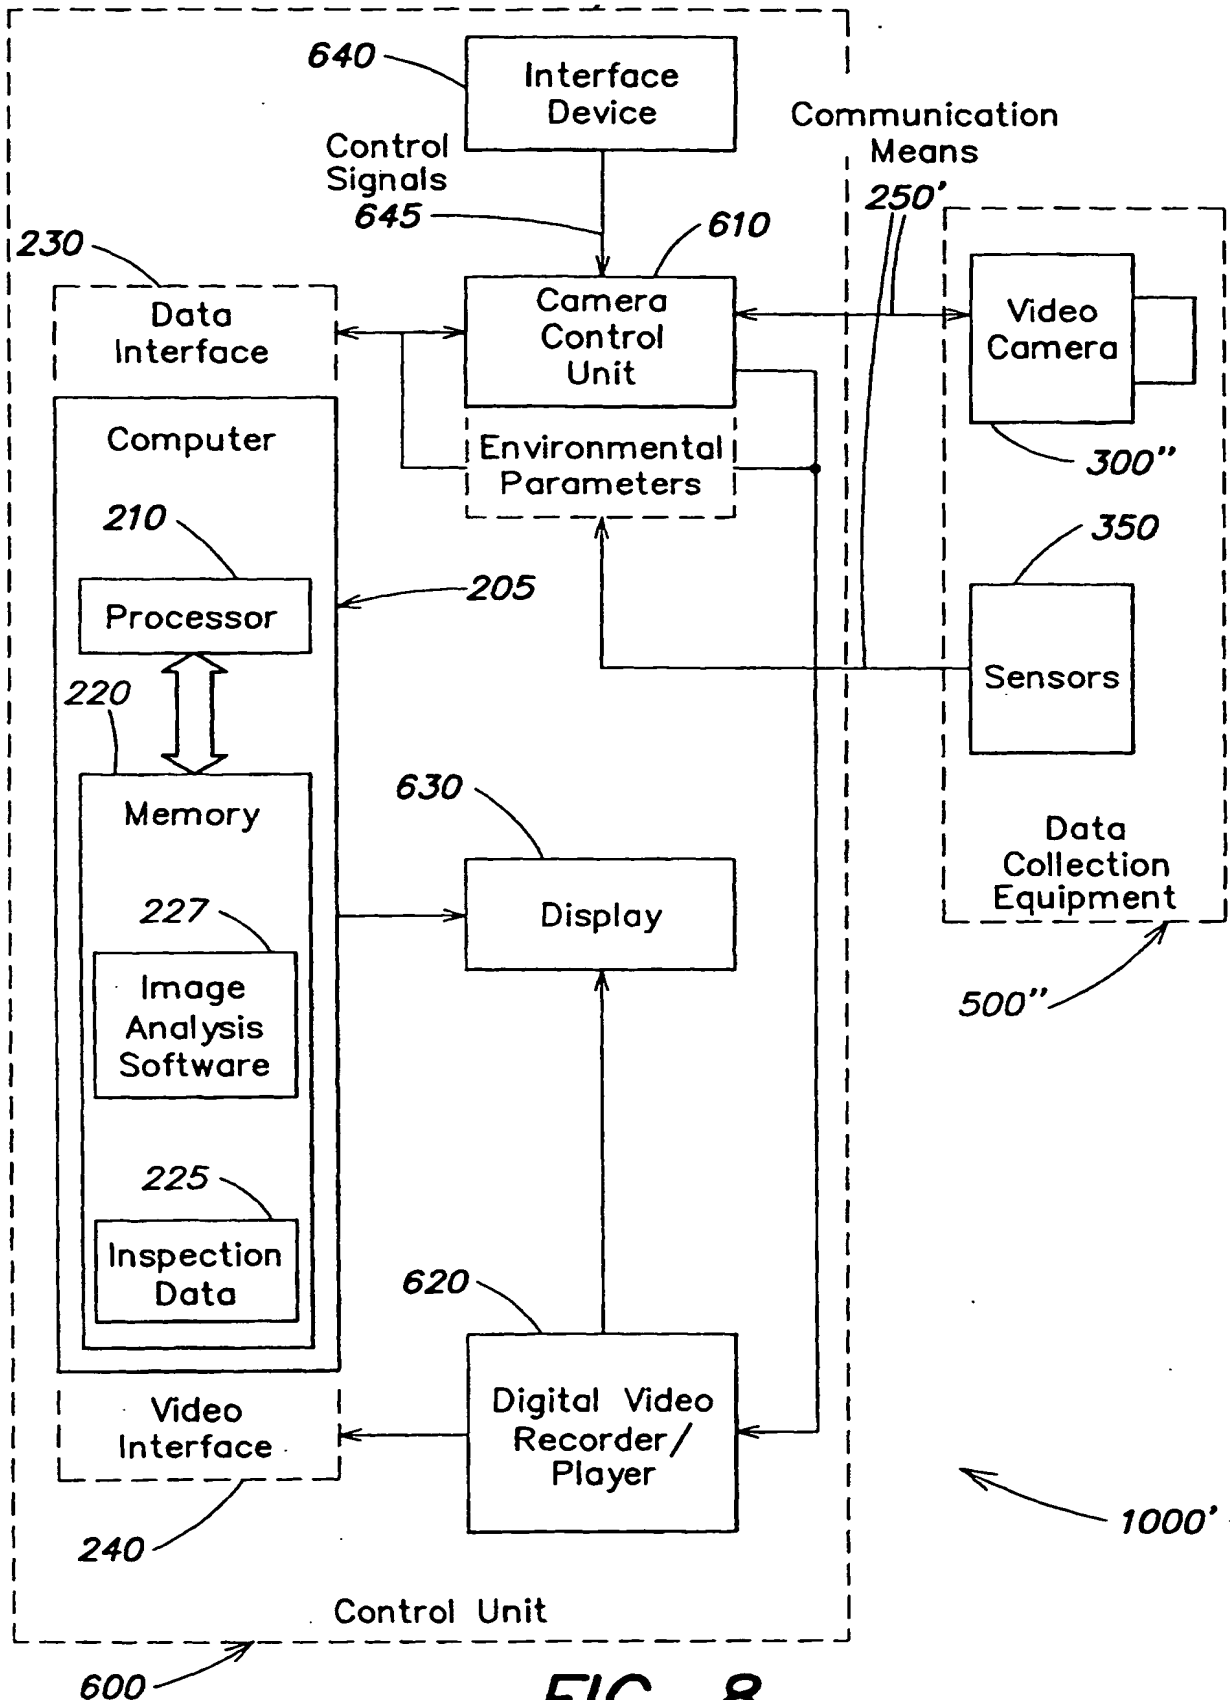 640
Interface
Device
Communication
Means
Control
Signals
645
250'
610
230
Data
Interface
Camera
Control
Unit
Video
Camera
300"
Computer
Environmental
Parameters
210
350
205
Processor
Sensors
220
630
Memory
Data
Collection
Equipment
227
Display
Image
Analysis
Software
500"
225
Inspection
Data
620
Video
Interface
Digital Video
Recorder/
Player
1000'
240
Control Unit
600
FIG. 8